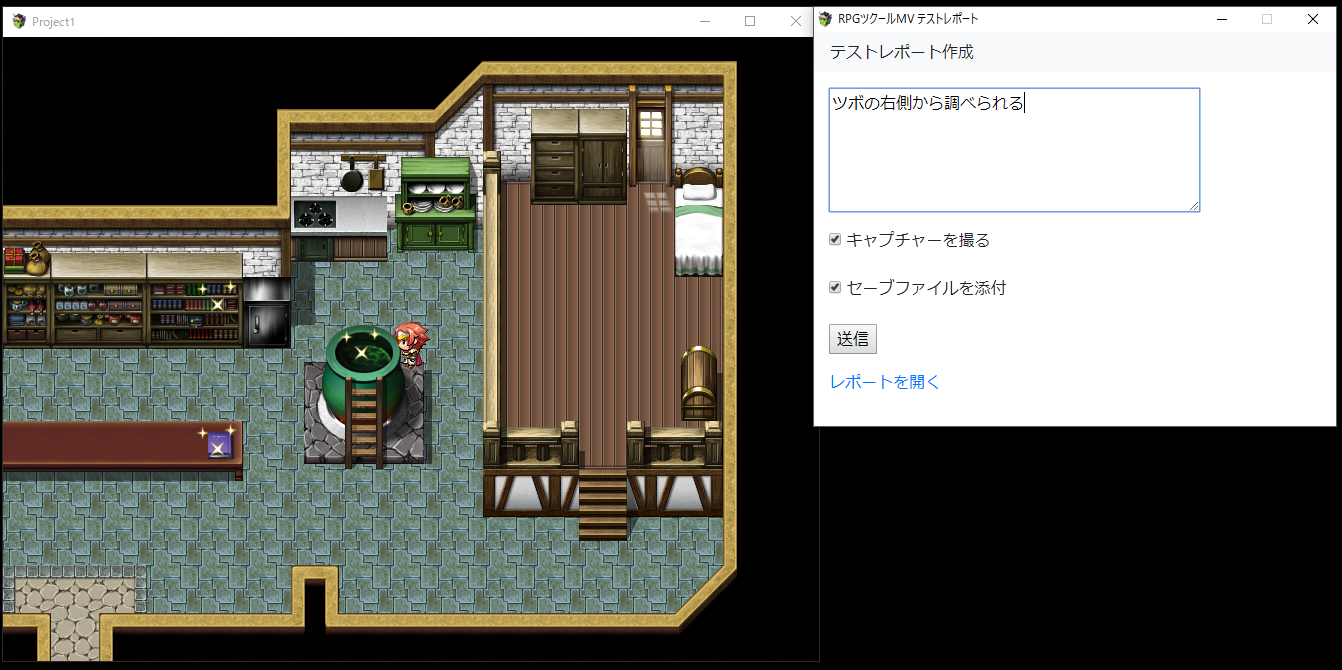 Project1
RPGツクールMV テストレポート
テストレポート作成
ツボの右側から調べられる
キャプチャーを撮る
セーブファイルを添付
送信
レポートを開く